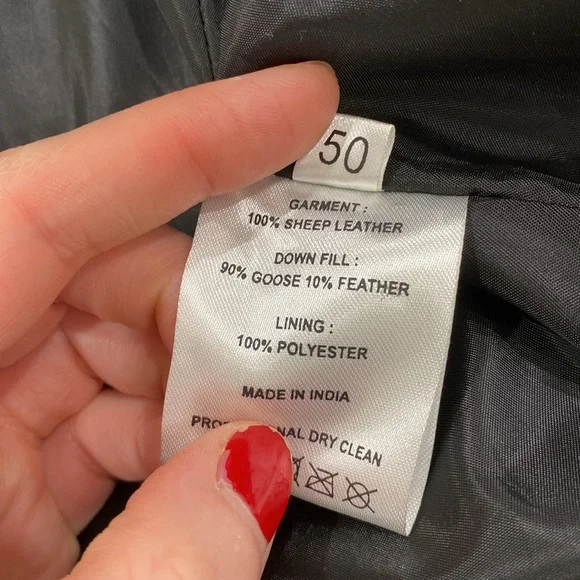 50
GARMENT :
100% SHEEP LEATHER
DOWN FILL :
90% GOOSE 10% FEATHER
LINING :
100% POLYESTER
MADE IN INDIA
DRY CLEAN